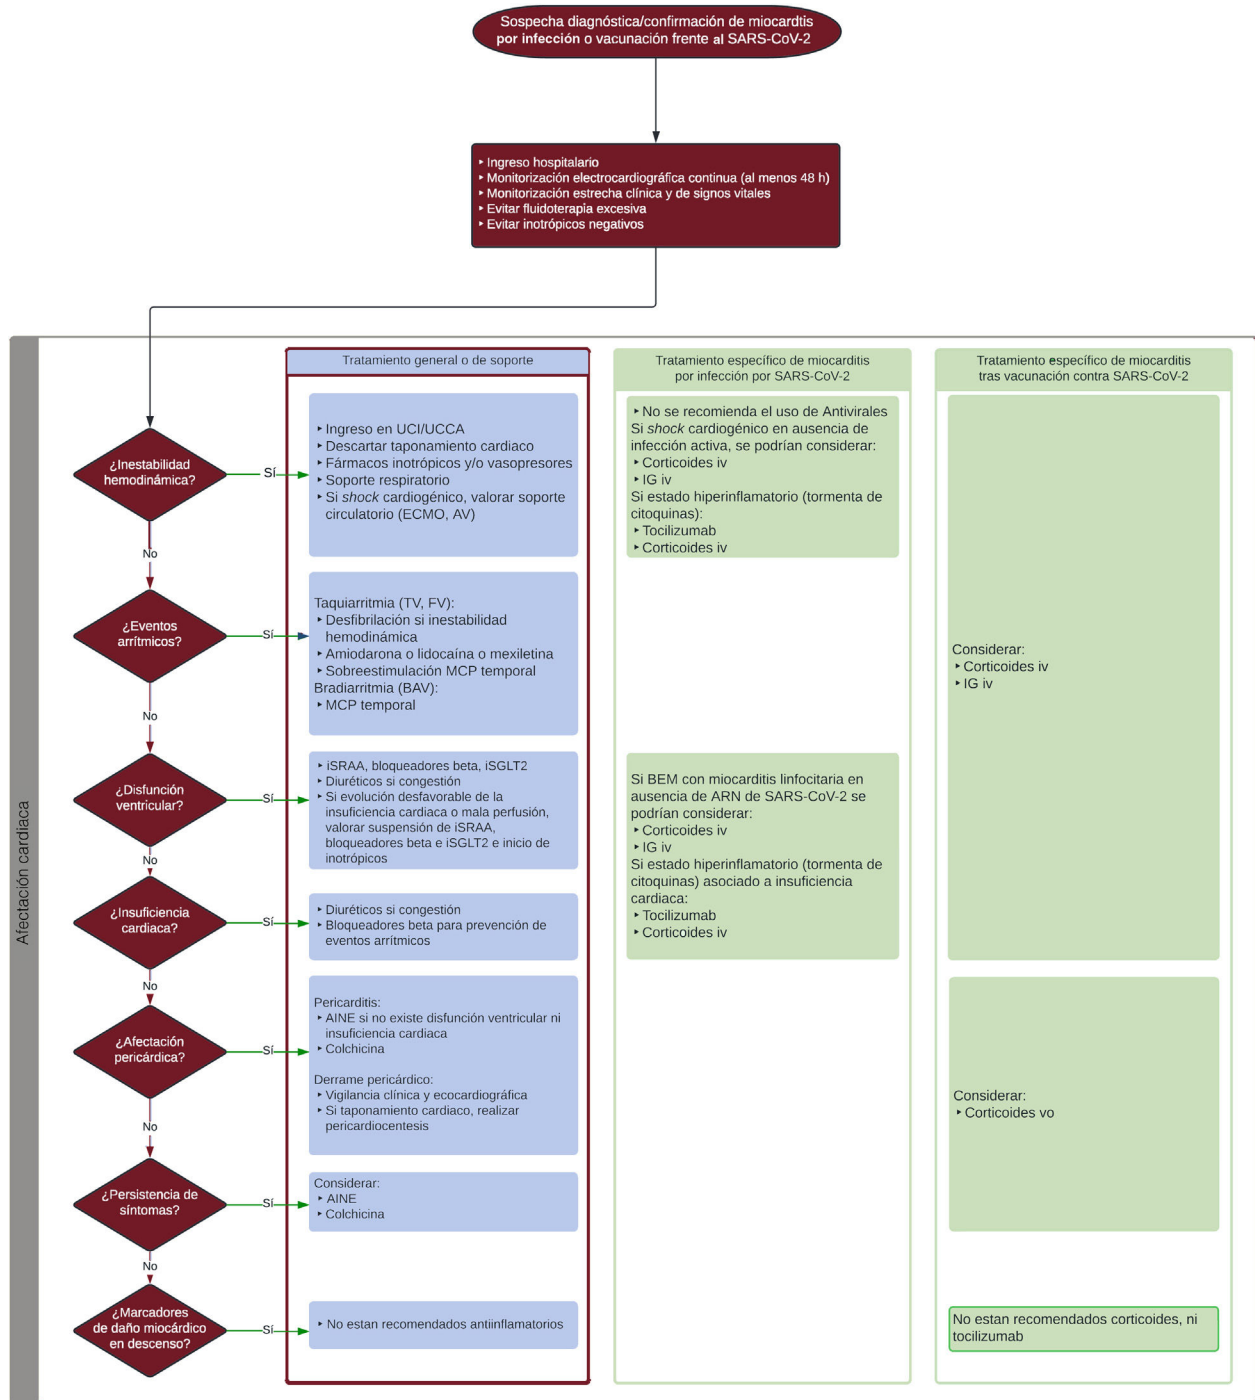 Sospecha diagnóstica/confirmación de miocardtis
por infección o vacunación frente al SARS-CoV-2
‣ Ingreso hospitalario
‣ Monitorización electrocardiográfica continua (al menos 48 h)
‣ Monitorización estrecha clínica y de signos vitales
‣ Evitar fluidoterapia excesiva
‣ Evitar inotrópicos negativos
Afectación cardiaca
Tratamiento general o de soporte
Tratamiento específico de miocarditis
por infección por SARS-CoV-2
Tratamiento específico de miocarditis
tras vacunación contra SARS-CoV-2
¿Inestabilidad
hemodinámica?
Sí
‣ Ingreso en UCI/UCCA
‣ Descartar taponamiento cardiaco
‣ Fármacos inotrópicos y/o vasopresores
‣ Soporte respiratorio
‣ Si shock cardiogénico, valorar soporte
circulatorio (ECMO, AV)
‣ No se recomienda el uso de Antivirales
Si shock cardiogénico en ausencia de
infección activa, se podrían considerar:
‣ Corticoides iv
‣ IG iv
Si estado hiperinflamatorio (tormenta de
citoquinas):
‣ Tocilizumab
‣ Corticoides iv
No
¿Eventos
arrítmicos?
Sí
Taquiarritmia (TV, FV):
‣ Desfibrilación si inestabilidad
hemodinámica
‣ Amiodarona o lidocaína o mexiletina
‣ Sobreestimulación MCP temporal
Bradiarritmia (BAV):
‣ MCP temporal
Considerar:
‣ Corticoides iv
‣ IG iv
No
¿Disfunción
ventricular?
Sí
‣ iSRAA, bloqueadores beta, iSGLT2
‣ Diuréticos si congestión
‣ Si evolución desfavorable de la
insuficiencia cardiaca o mala perfusión,
valorar suspensión de iSRAA,
bloqueadores beta e iSGLT2 e inicio de
inotrópicos
Si BEM con miocarditis linfocitaria en
ausencia de ARN de SARS-CoV-2 se
podrían considerar:
‣ Corticoides iv
‣ IG iv
Si estado hiperinflamatorio (tormenta de
citoquinas) asociado a insuficiencia
cardiaca:
‣ Tocilizumab
‣ Corticoides iv
No
¿Insuficiencia
cardiaca?
Sí
‣ Diuréticos si congestión
‣ Bloqueadores beta para prevención de
eventos arrítmicos
No
¿Afectación
pericárdica?
Sí
Pericarditis:
‣ AINE si no existe disfunción ventricular ni
insuficiencia cardiaca
‣ Colchicina
Derrame pericárdico:
‣ Vigilancia clínica y ecocardiográfica
‣ Si taponamiento cardiaco, realizar
pericardiocentesis
Considerar:
‣ Corticoides vo
No
¿Persistencia de
síntomas?
Sí
Considerar:
‣ AINE
‣ Colchicina
No
¿Marcadores
de daño miocárdico
en descenso?
Sí
‣ No estan recomendados antiinflamatorios
No estan recomendados corticoides, ni
tocilizumab